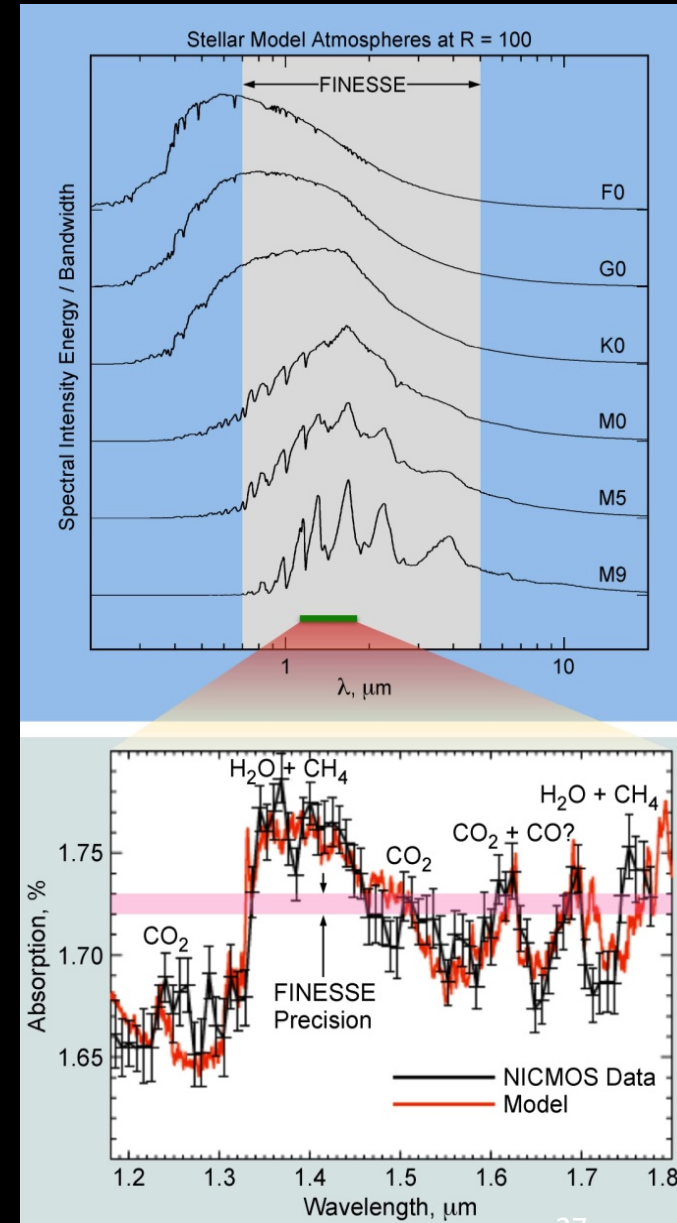 Stellar Model Atmospheres at R = 100
FINESSE
Spectral Intensity Energy / Bandwidth
F0
G0
K0
M0
M5
M9
1
10
λ, μm
H₂O + CH₄
H₂O + CH₄
CO₂ + CO?
CO₂
CO₂
1.75
1.70
1.65
Absorption, %
FINESSE
Precision
NICMOS Data
Model
1.2
1.3
1.4
1.5
1.6
1.7
1.8
Wavelength, μm
37